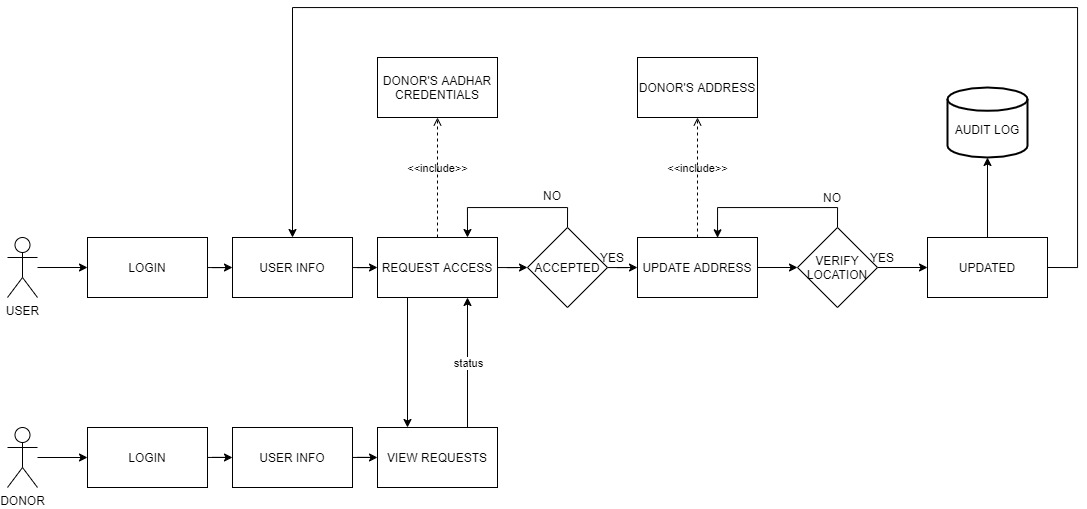 DONOR'S AADHAR
CREDENTIALS
DONOR'S ADDRESS
AUDIT LOG
<<include>>
<<include>>
NO
NO
LOGIN
USER INFO
REQUEST ACCESS
ACCEPTED
YES
UPDATE ADDRESS
VERIFY
LOCATION
YES
UPDATED
USER
status
LOGIN
USER INFO
VIEW REQUESTS
DONOR